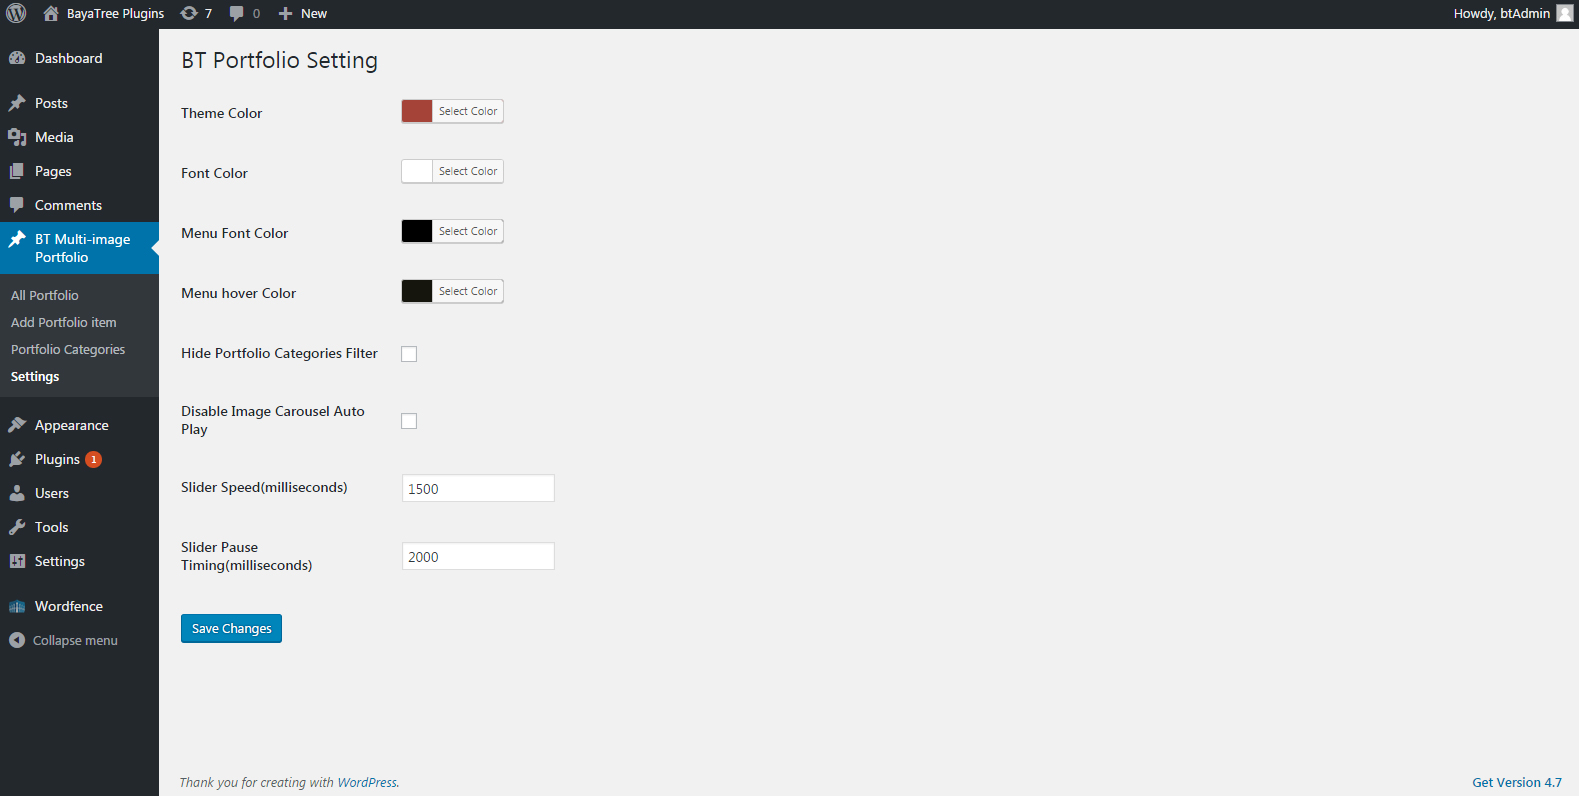 BayaTree Plugins 7 0 New Howdy, btAdmin
Dashboard
Posts
Media
Pages
Comments
BT Multi-image
Portfolio
All Portfolio
Add Portfolio item
Portfolio Categories
Settings
Appearance
Plugins 1
Users
Tools
Settings
Wordfence
Collapse menu
BT Portfolio Setting
Theme Color Select Color
Font Color Select Color
Menu Font Color Select Color
Menu hover Color Select Color
Hide Portfolio Categories Filter
Disable Image Carousel Auto
Play
Slider Speed(milliseconds) 1500
Slider Pause
Timing(milliseconds) 2000
Save Changes
Thank you for creating with WordPress. Get Version 4.7